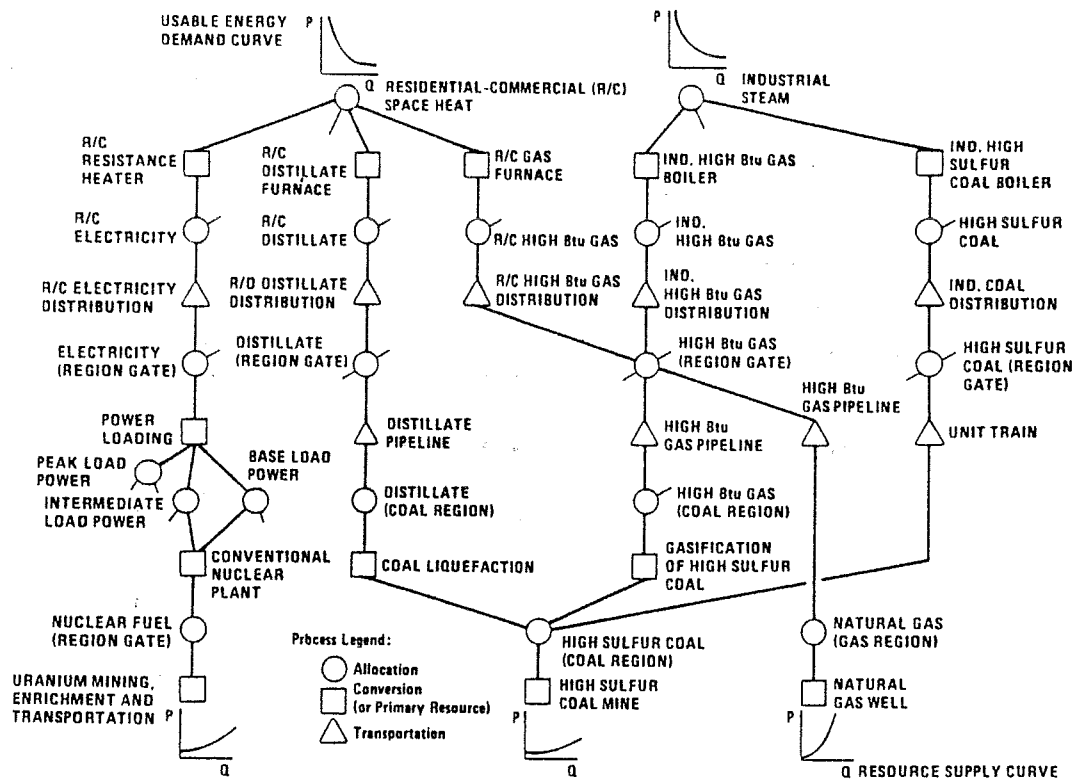 P
USABLE ENERGY
DEMAND CURVE
Q
P
Q
RESIDENTIAL-COMMERCIAL (R/C)
SPACE HEAT
INDUSTRIAL
STEAM
R/C
RESISTANCE
HEATER
R/C
DISTILLATE
FURNACE
R/C GAS
FURNACE
IND. HIGH Btu GAS
BOILER
IND. HIGH
SULFUR
COAL BOILER
R/C
ELECTRICITY
R/C
DISTILLATE
R/C HIGH Btu GAS
IND.
HIGH Btu GAS
HIGH SULFUR
COAL
R/C ELECTRICITY
DISTRIBUTION
R/D DISTILLATE
DISTRIBUTION
R/C HIGH Btu GAS
DISTRIBUTION
IND.
HIGH Btu GAS
DISTRIBUTION
IND. COAL
DISTRIBUTION
ELECTRICITY
(REGION GATE)
DISTILLATE
(REGION GATE)
HIGH Btu GAS
(REGION GATE)
HIGH SULFUR
COAL (REGION
GATE)
POWER
LOADING
DISTILLATE
PIPELINE
HIGH Btu
GAS PIPELINE
HIGH Btu
GAS PIPELINE
UNIT TRAIN
PEAK LOAD
POWER
BASE LOAD
POWER
INTERMEDIATE
LOAD POWER
DISTILLATE
(COAL REGION)
HIGH Btu GAS
(COAL REGION)
CONVENTIONAL
NUCLEAR
PLANT
COAL LIQUEFACTION
GASIFICATION
OF HIGH SULFUR
COAL
NUCLEAR FUEL
(REGION GATE)
HIGH SULFUR COAL
(COAL REGION)
NATURAL GAS
(GAS REGION)
Process Legend:
Allocation
Conversion
(or Primary Resource)
Transportation
URANIUM MINING,
ENRICHMENT AND
TRANSPORTATION
HIGH SULFUR
COAL MINE
NATURAL
GAS WELL
P
Q
P
Q
P
Q
RESOURCE SUPPLY CURVE